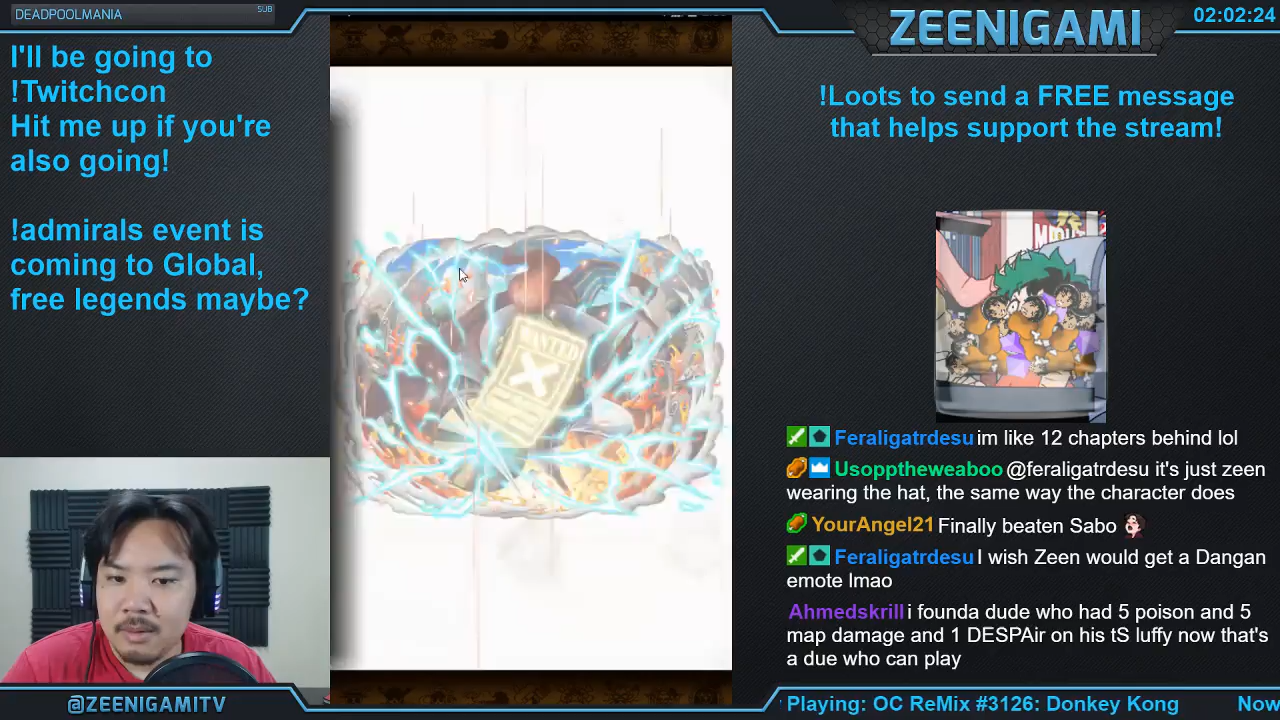 DEADPOOLMANIA
SUB
I'll be going to
!Twitchcon
Hit me up if you're
also going!
!admirals event is
coming to Global,
free legends maybe?
@ZEENIGAMITV
WANTED
ZEENIGAMI
02:02:24
!Loots to send a FREE message
that helps support the stream!
Feraligatrdesu im like 12 chapters behind lol
Usopptheweaboo @feraligatrdesu it's just zeen
wearing the hat, the same way the character does
YourAngel21 Finally beaten Sabo
Feraligatrdesu I wish Zeen would get a Dangan
emote lmao
Ahmedskrill i founda dude who had 5 poison and 5
map damage and 1 DESPAir on his tS luffy now that's
a due who can play
Playing: OC ReMix #3126: Donkey Kong
Now